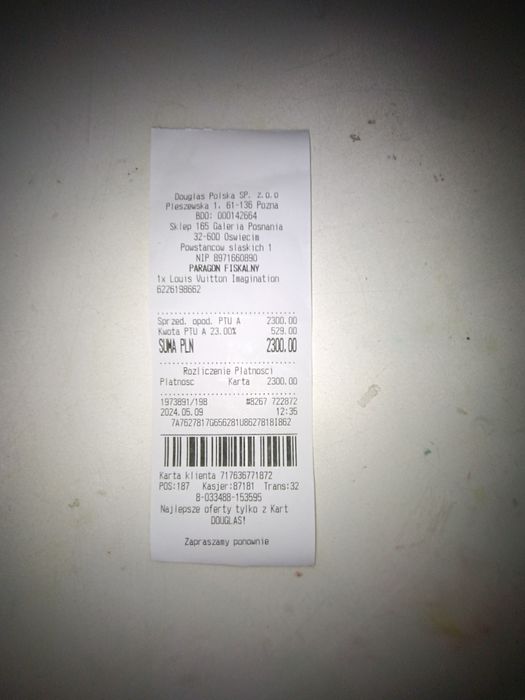 Douglas Polska SP. z.o.o
Pleszewska 1, 61-136 Pozna
BDO: 000142664
Sklep 165 Galeria Posnania
32-600 Oswiecim
Powstancow slaskich 1
NIP 8971660890
PARAGON FISKALNY
1x Louis Vuitton Imagination
6226198662
Sprzed. opod. PTU A 2300.00
Kwota PTU A 23.00% 529.00
SUMA PLN 2300.00
Rozliczenie Platnosci
Platnosc Karta 2300.00
1973891/19B #8267 722872
2024.05.09 12:35
7A7627817G656281U8627B18I862
Karta klienta 717636771872
POS:187 Kasjer:87181 Trans:32
8-033488-153595
Najlepsze oferty tylko z Kart
DOUGLAS!
Zapraszamy ponownie